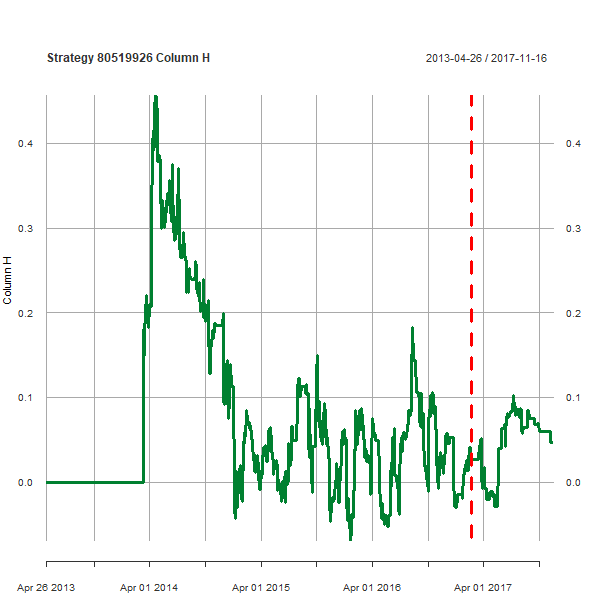 Strategy 80519926 Column H
2013-04-26 / 2017-11-16
0.4
0.4
0.3
0.3
0.2
0.2
0.1
0.1
0.0
0.0
Column H
Apr 26 2013
Apr 01 2014
Apr 01 2015
Apr 01 2016
Apr 01 2017